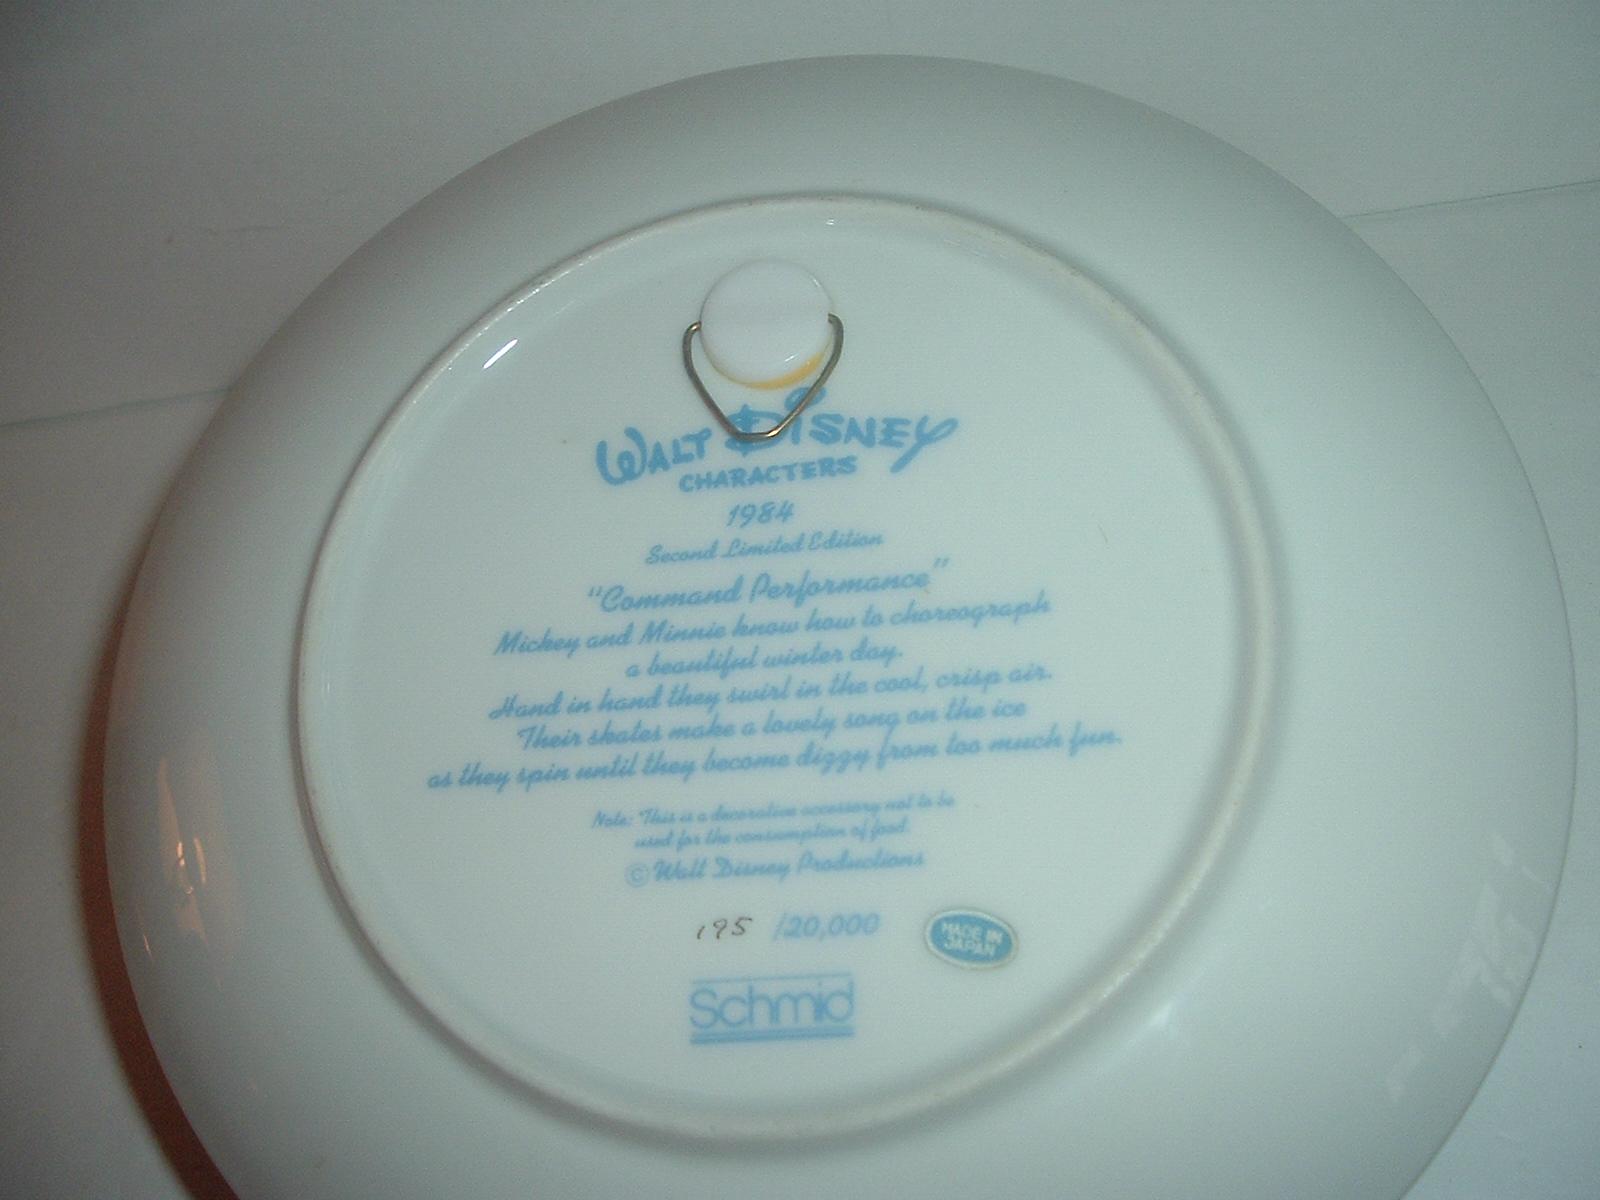 WALT DISNEY
CHARACTERS
1984
Second Limited Edition
"Command Performance"
Mickey and Minnie know how to choreograph
a beautiful winter day.
Hand in hand they swirl in the cool, crisp air.
Their skates make a lovely song on the ice
as they spin until they become dizzy from too much fun.
Note: This is a decorative accessory not to be
used for the consumption of food.
© Walt Disney Productions
195 /20,000
MADE IN
JAPAN
Schmid